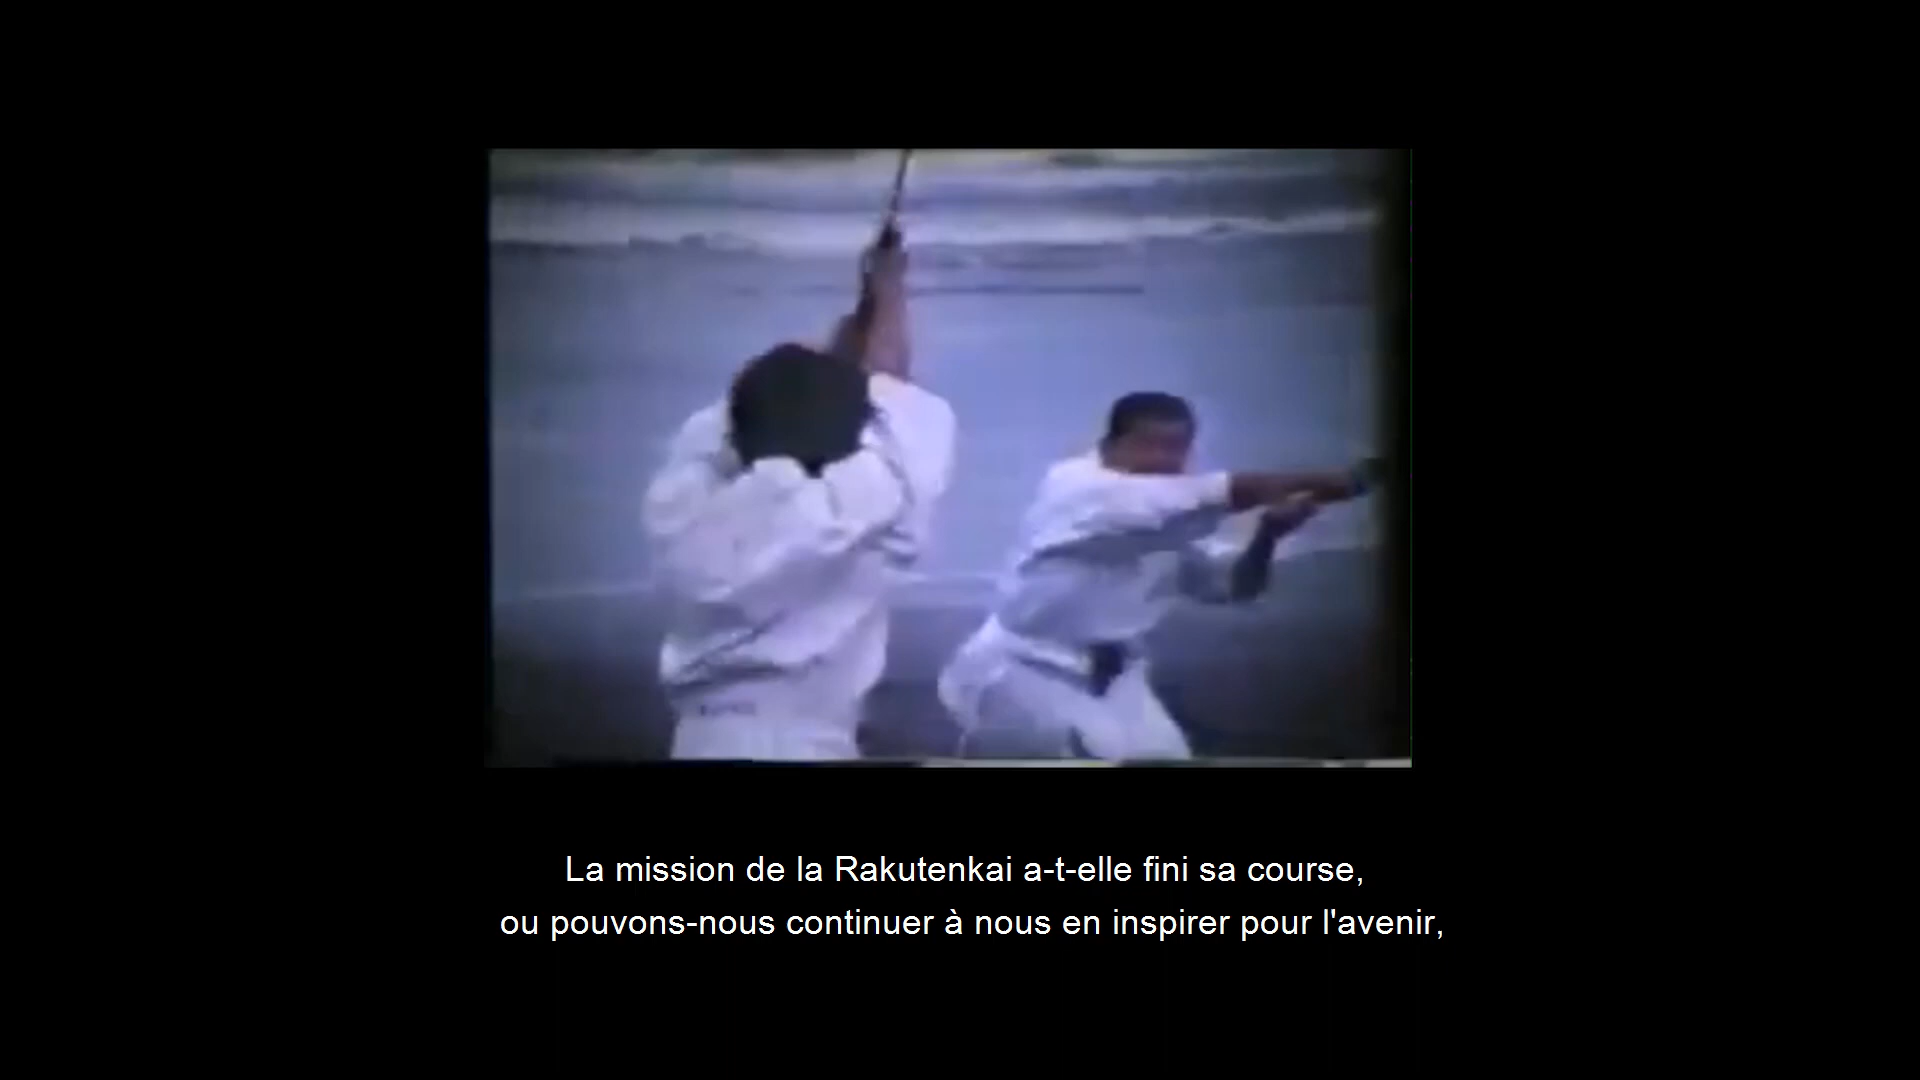 La mission de la Rakutenkai a-t-elle fini sa course,
ou pouvons-nous continuer à nous en inspirer pour l'avenir,